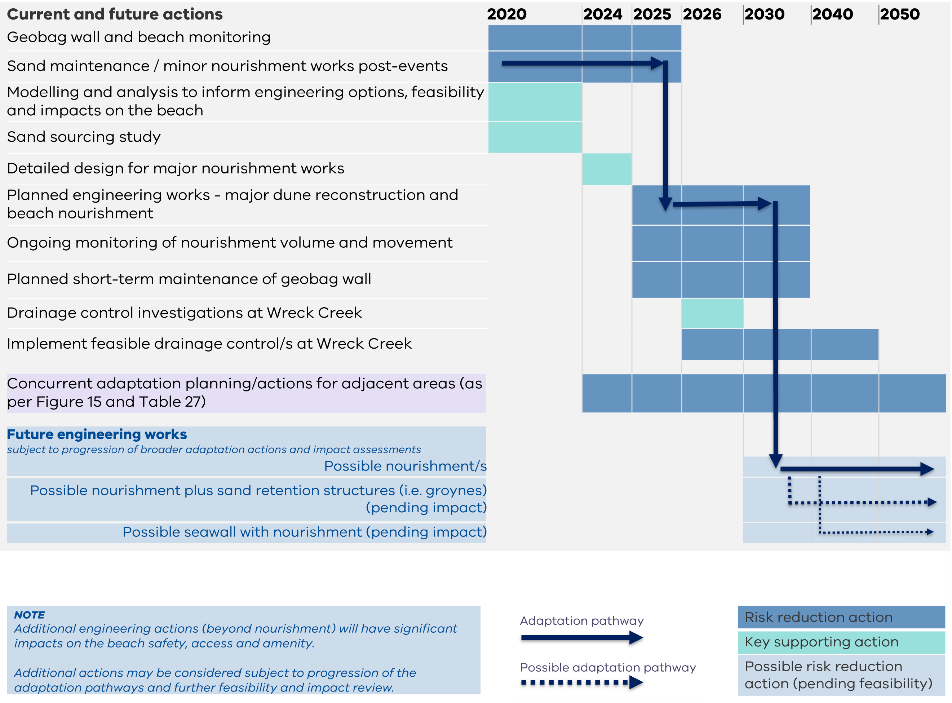 Current and future actions
2020 2024 2025 2026 2030 2040 2050
Geobag wall and beach monitoring
Sand maintenance / minor nourishment works post-events
Modelling and analysis to inform engineering options, feasibility
and impacts on the beach
Sand sourcing study
Detailed design for major nourishment works
Planned engineering works - major dune reconstruction and
beach nourishment
Ongoing monitoring of nourishment volume and movement
Planned short-term maintenance of geobag wall
Drainage control investigations at Wreck Creek
Implement feasible drainage control/s at Wreck Creek
Concurrent adaptation planning/actions for adjacent areas (as
per Figure 15 and Table 27)
Future engineering works
subject to progression of broader adaptation actions and impact assessments
Possible nourishment/s
Possible nourishment plus sand retention structures (i.e. groynes)
(pending impact)
Possible seawall with nourishment (pending impact)
NOTE
Additional engineering actions (beyond nourishment) will have significant
impacts on the beach safety, access and amenity.
Additional actions may be considered subject to progression of the
adaptation pathways and further feasibility and impact review.
Adaptation pathway
Possible adaptation pathway
Risk reduction action
Key supporting action
Possible risk reduction
action (pending feasibility)